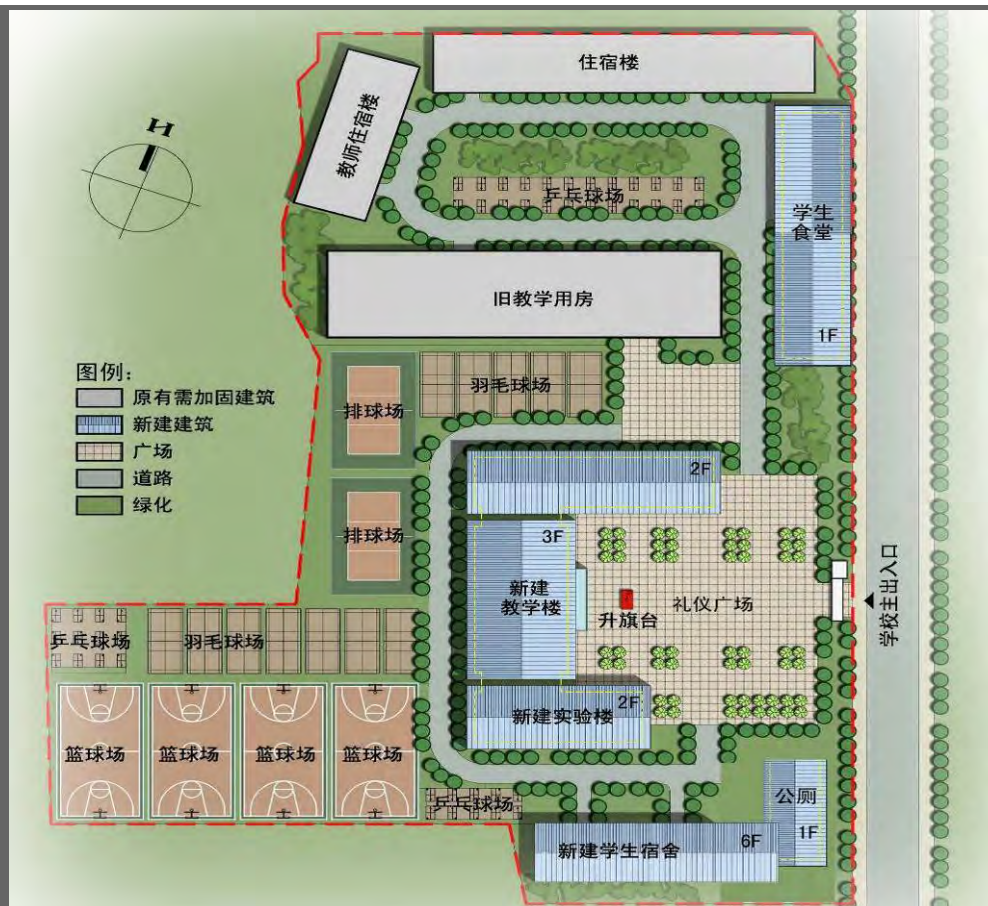 住宿楼
教师住宿楼
N
乒乓球场
学生
食堂
1F
旧教学用房
图例:
原有需加固建筑
新建建筑
广场
道路
绿化
羽毛球场
排球场
2F
排球场
3F
新建
教学楼
升旗台
礼仪广场
学校主出入口
乒乓球场
羽毛球场
新建实验楼
2F
篮球场
篮球场
篮球场
篮球场
乒乓球场
公厕
1F
新建学生宿舍
6F